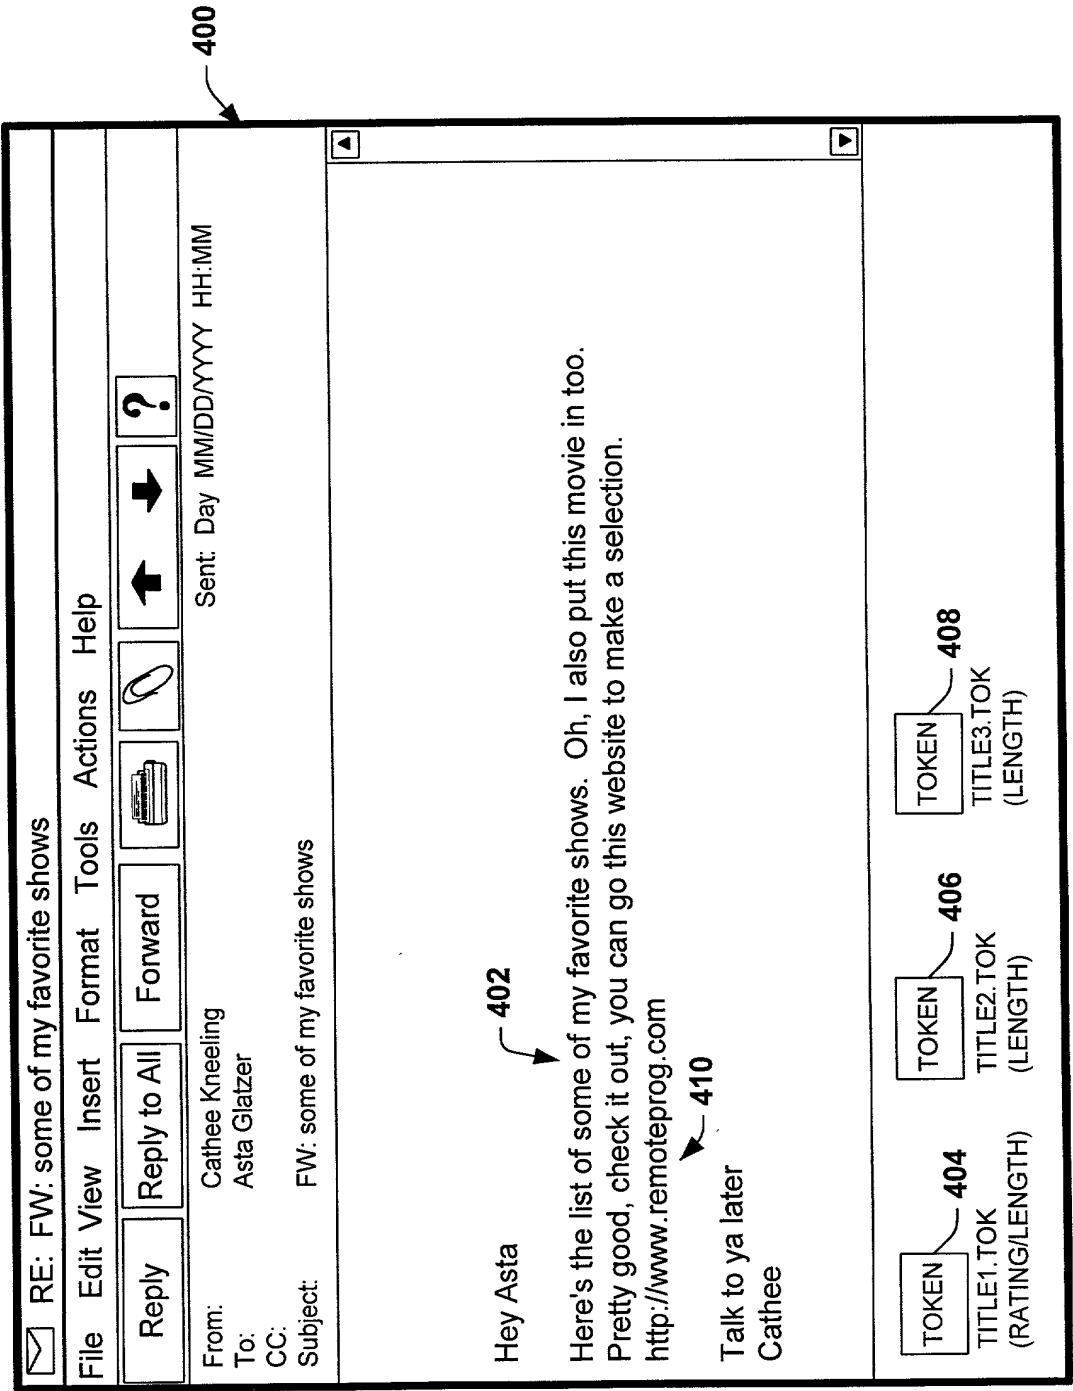 400
RE: FW: some of my favorite shows
File Edit View Insert Format Tools Actions Help
Reply Reply to All Forward ?
From: Cathee Kneeling Sent: Day MM/DD/YYYY HH:MM
To: Asta Glatzer
CC:
Subject: FW: some of my favorite shows
Hey Asta
402
Here's the list of some of my favorite shows. Oh, I also put this movie in too.
Pretty good, check it out, you can go this website to make a selection.
http://www.remoteprog.com
410
Talk to ya later
Cathee
404 406 408
TOKEN TOKEN TOKEN
TITLE1.TOK TITLE2.TOK TITLE3.TOK
(RATING/LENGTH) (LENGTH) (LENGTH)